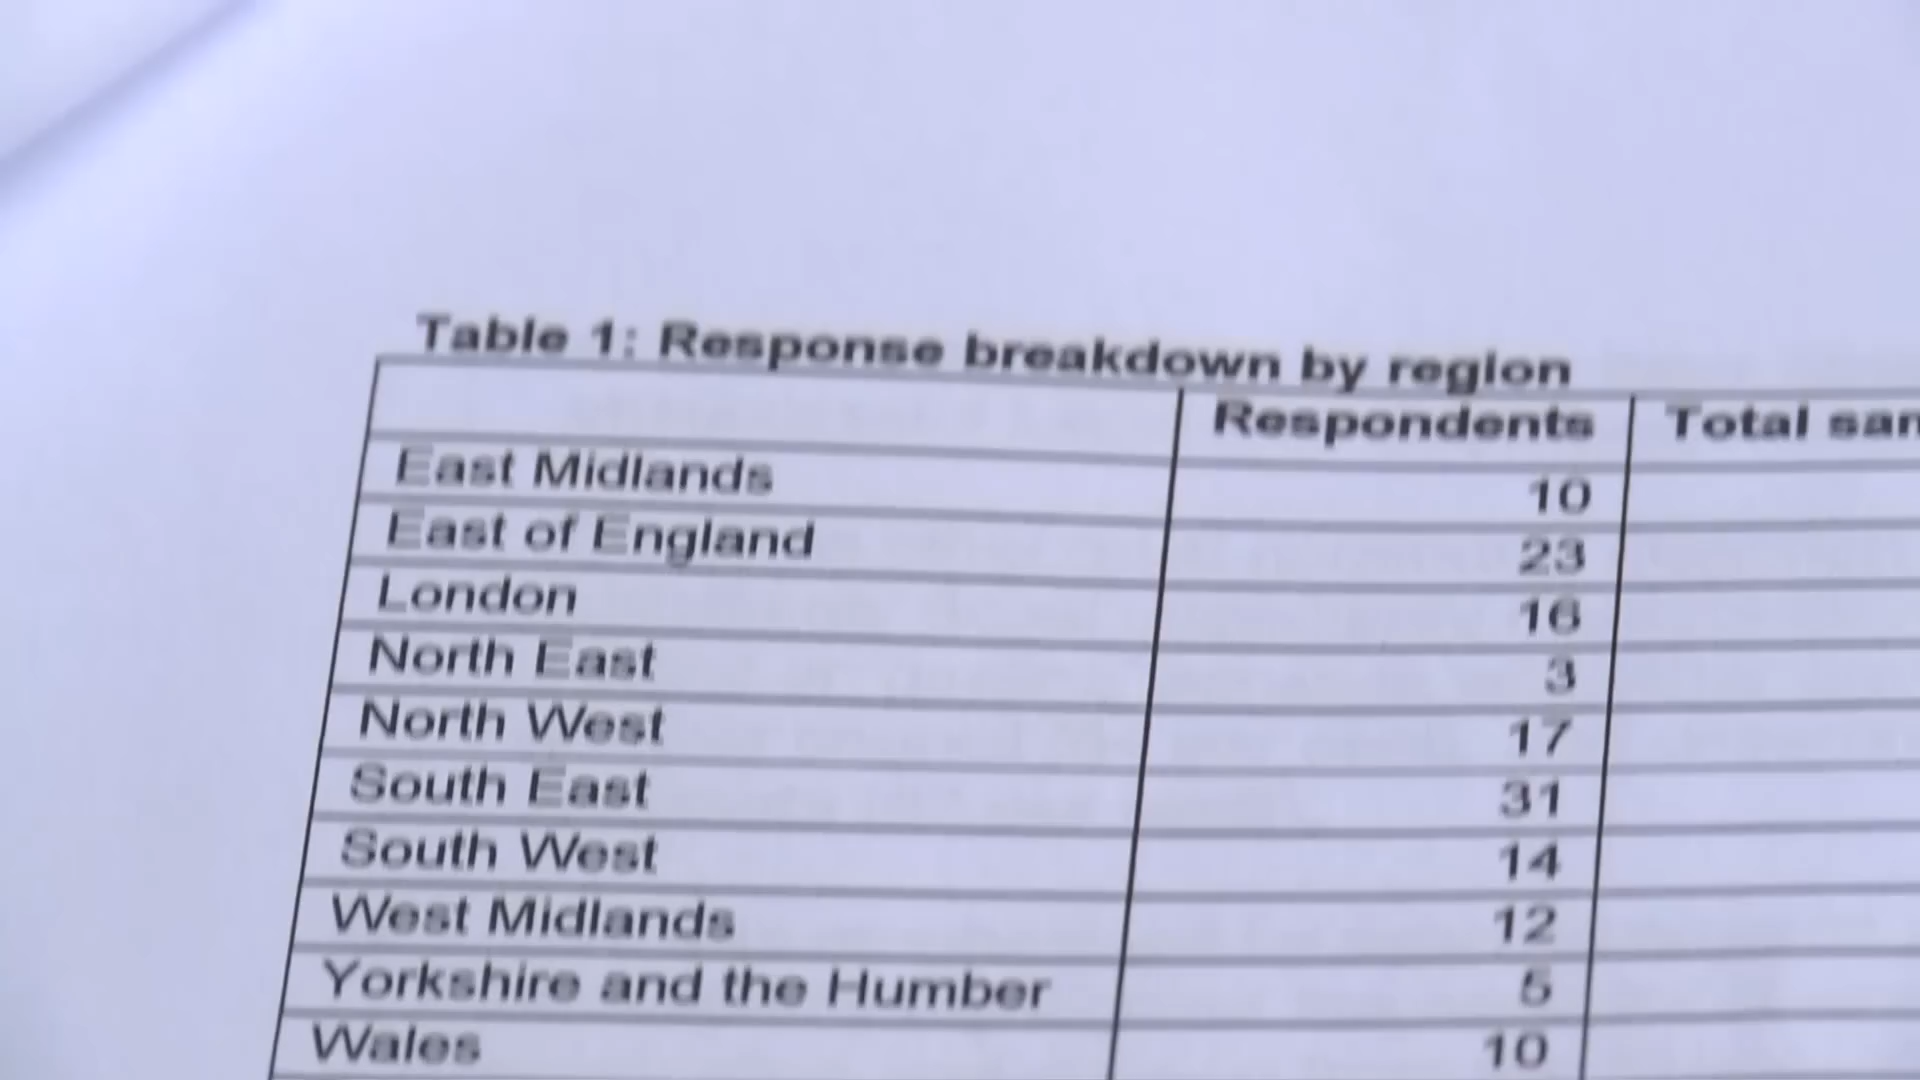 Table 1: Response breakdown by region
Respondents Total
East Midlands 10
East of England 23
London 16
North East 3
North West 17
South East 31
South West 14
West Midlands 12
Yorkshire and the Humber 5
Wales 10